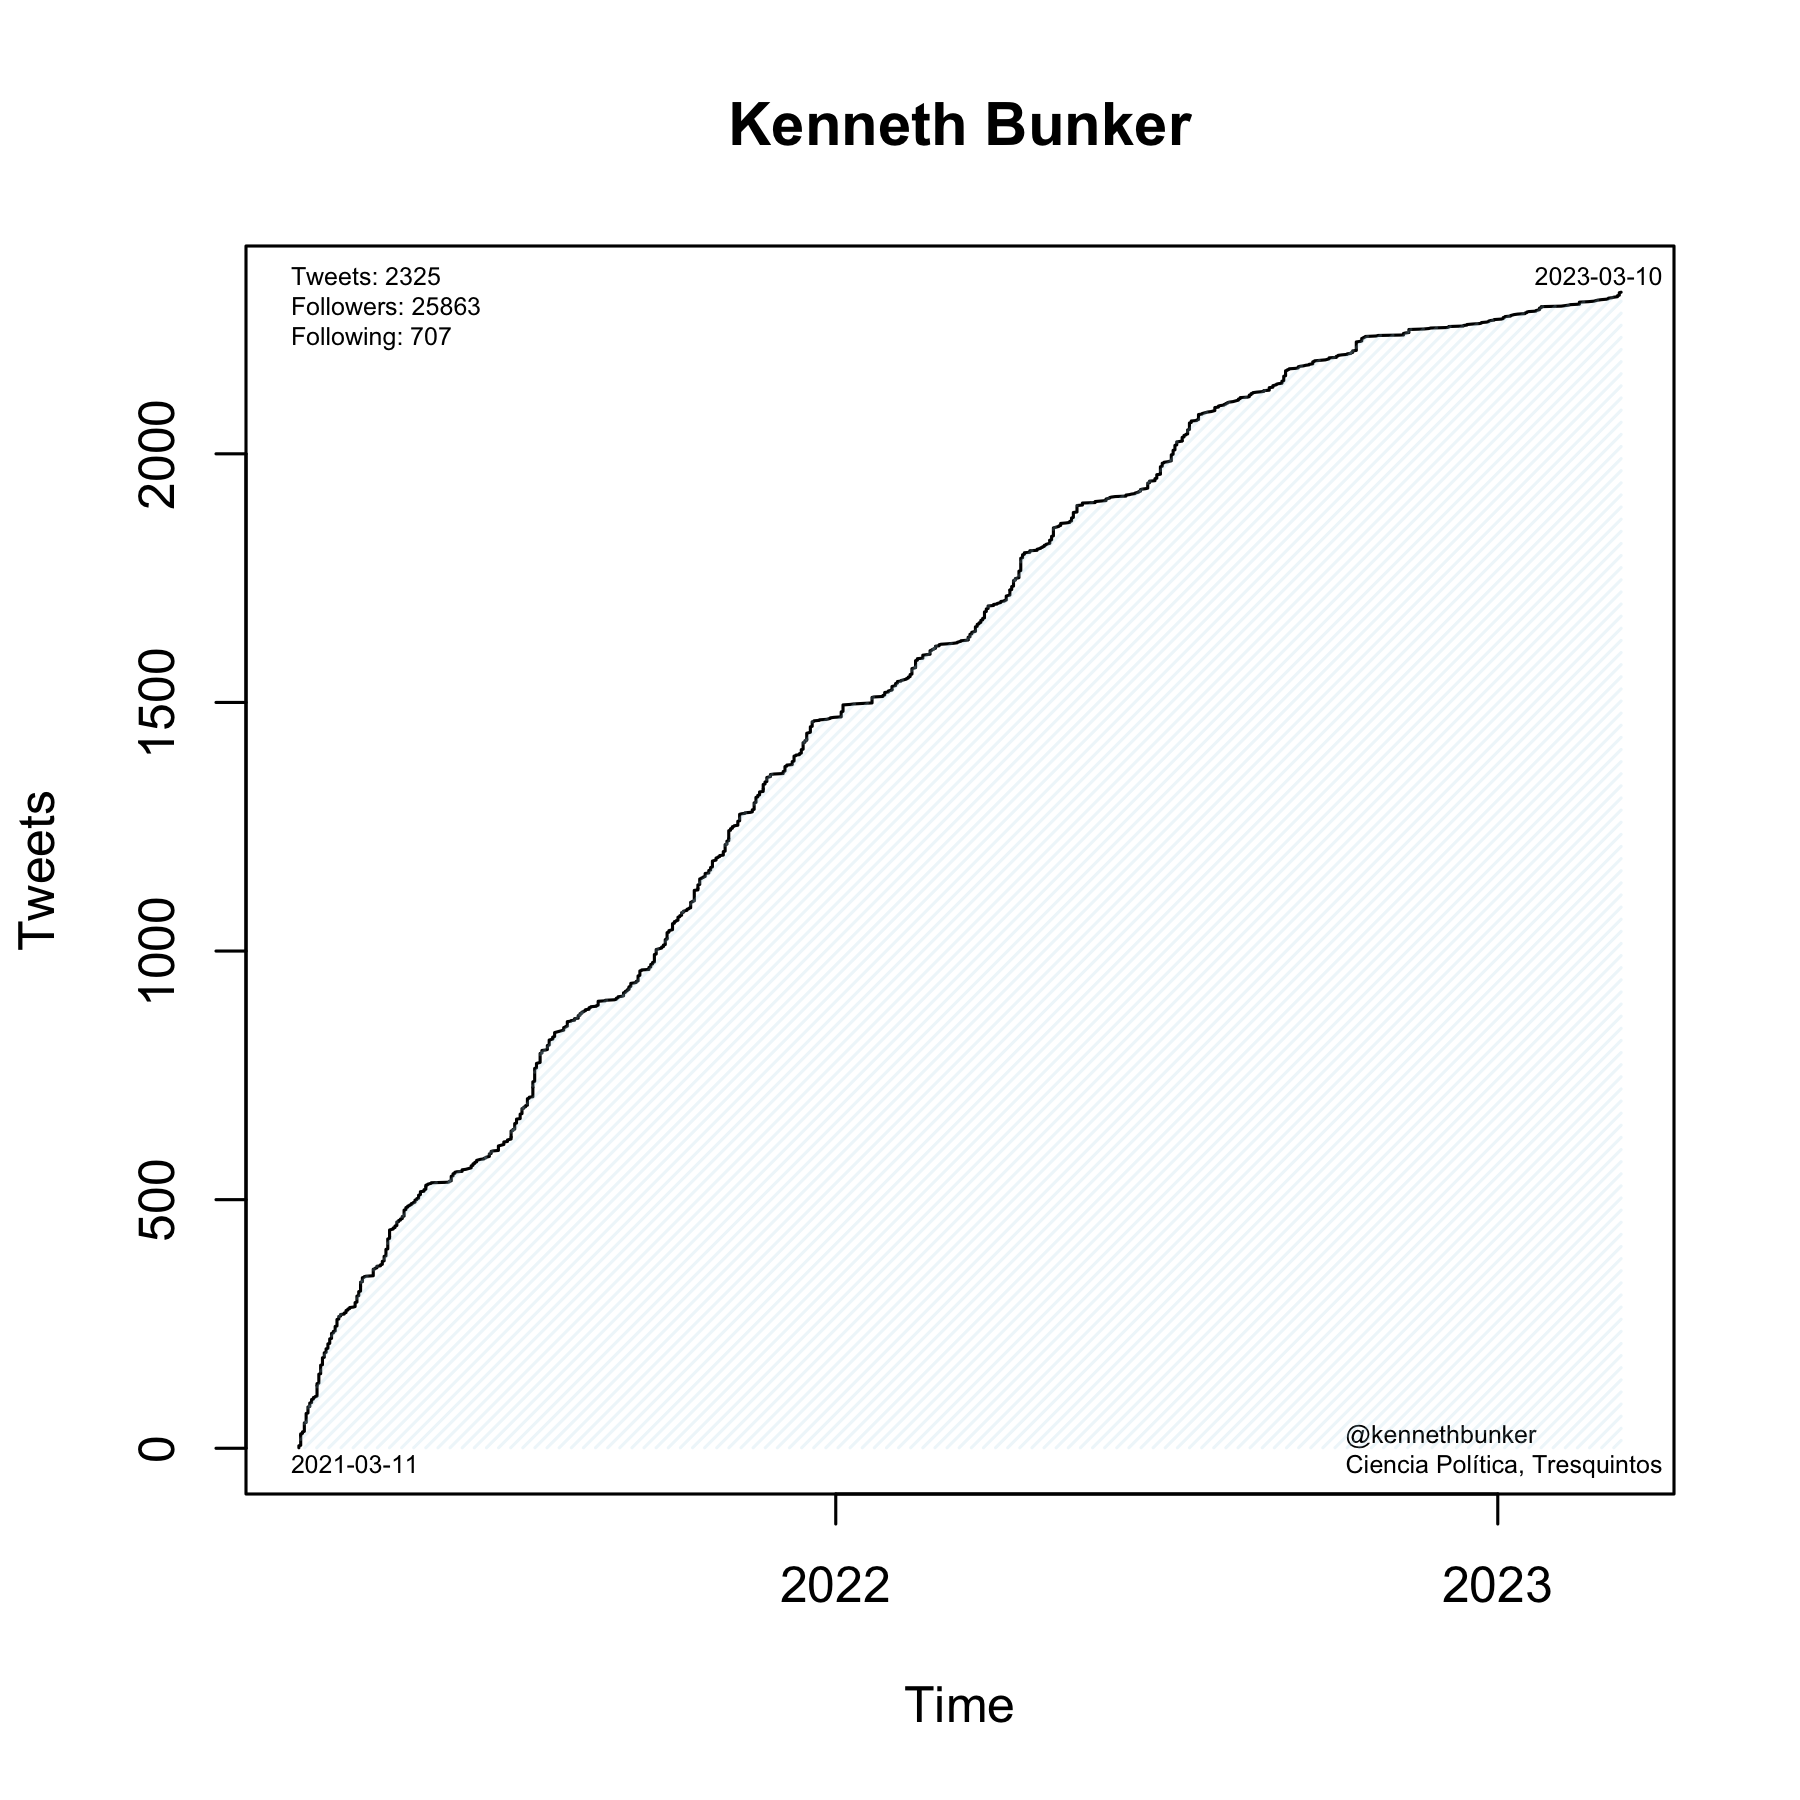 Kenneth Bunker
Tweets: 2325
Followers: 25863
Following: 707
2023-03-10
2000
1500
1000
500
0
Tweets
@kennethbunker
Ciencia Política, Tresquintos
2021-03-11
2022
2023
Time